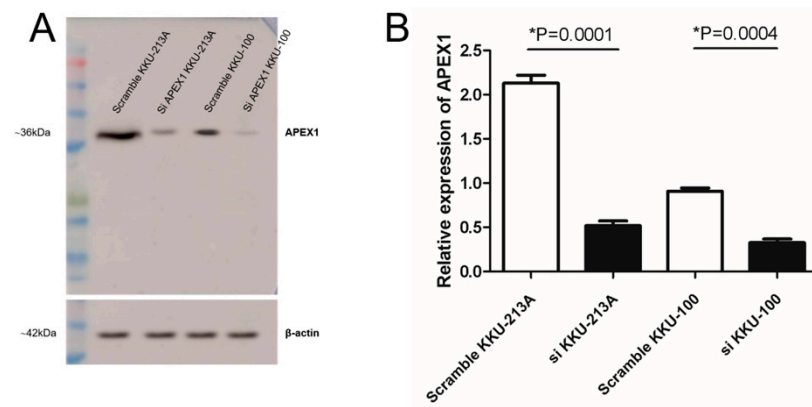 A
Scramble KKU-213A
Si APEX1 KKU-213A
Scramble KKU-100
Si APEX1 KKU-100
~36kDa
APEX1
~42kDa
β-actin
B
*P=0.0001
*P=0.0004
Relative expression of APEX1
2.5
2.0
1.5
1.0
0.5
0.0
Scramble KKU-213A
si KKU-213A
Scramble KKU-100
si KKU-100